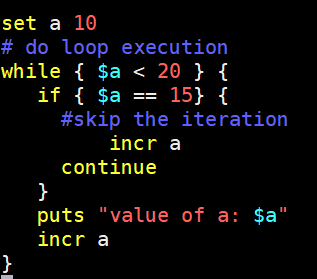 set a 10
# do loop execution
while { $a < 20 } {
   if { $a == 15} {
     #skip the iteration
         incr a
     continue
   }
   puts "value of a: $a"
   incr a
}